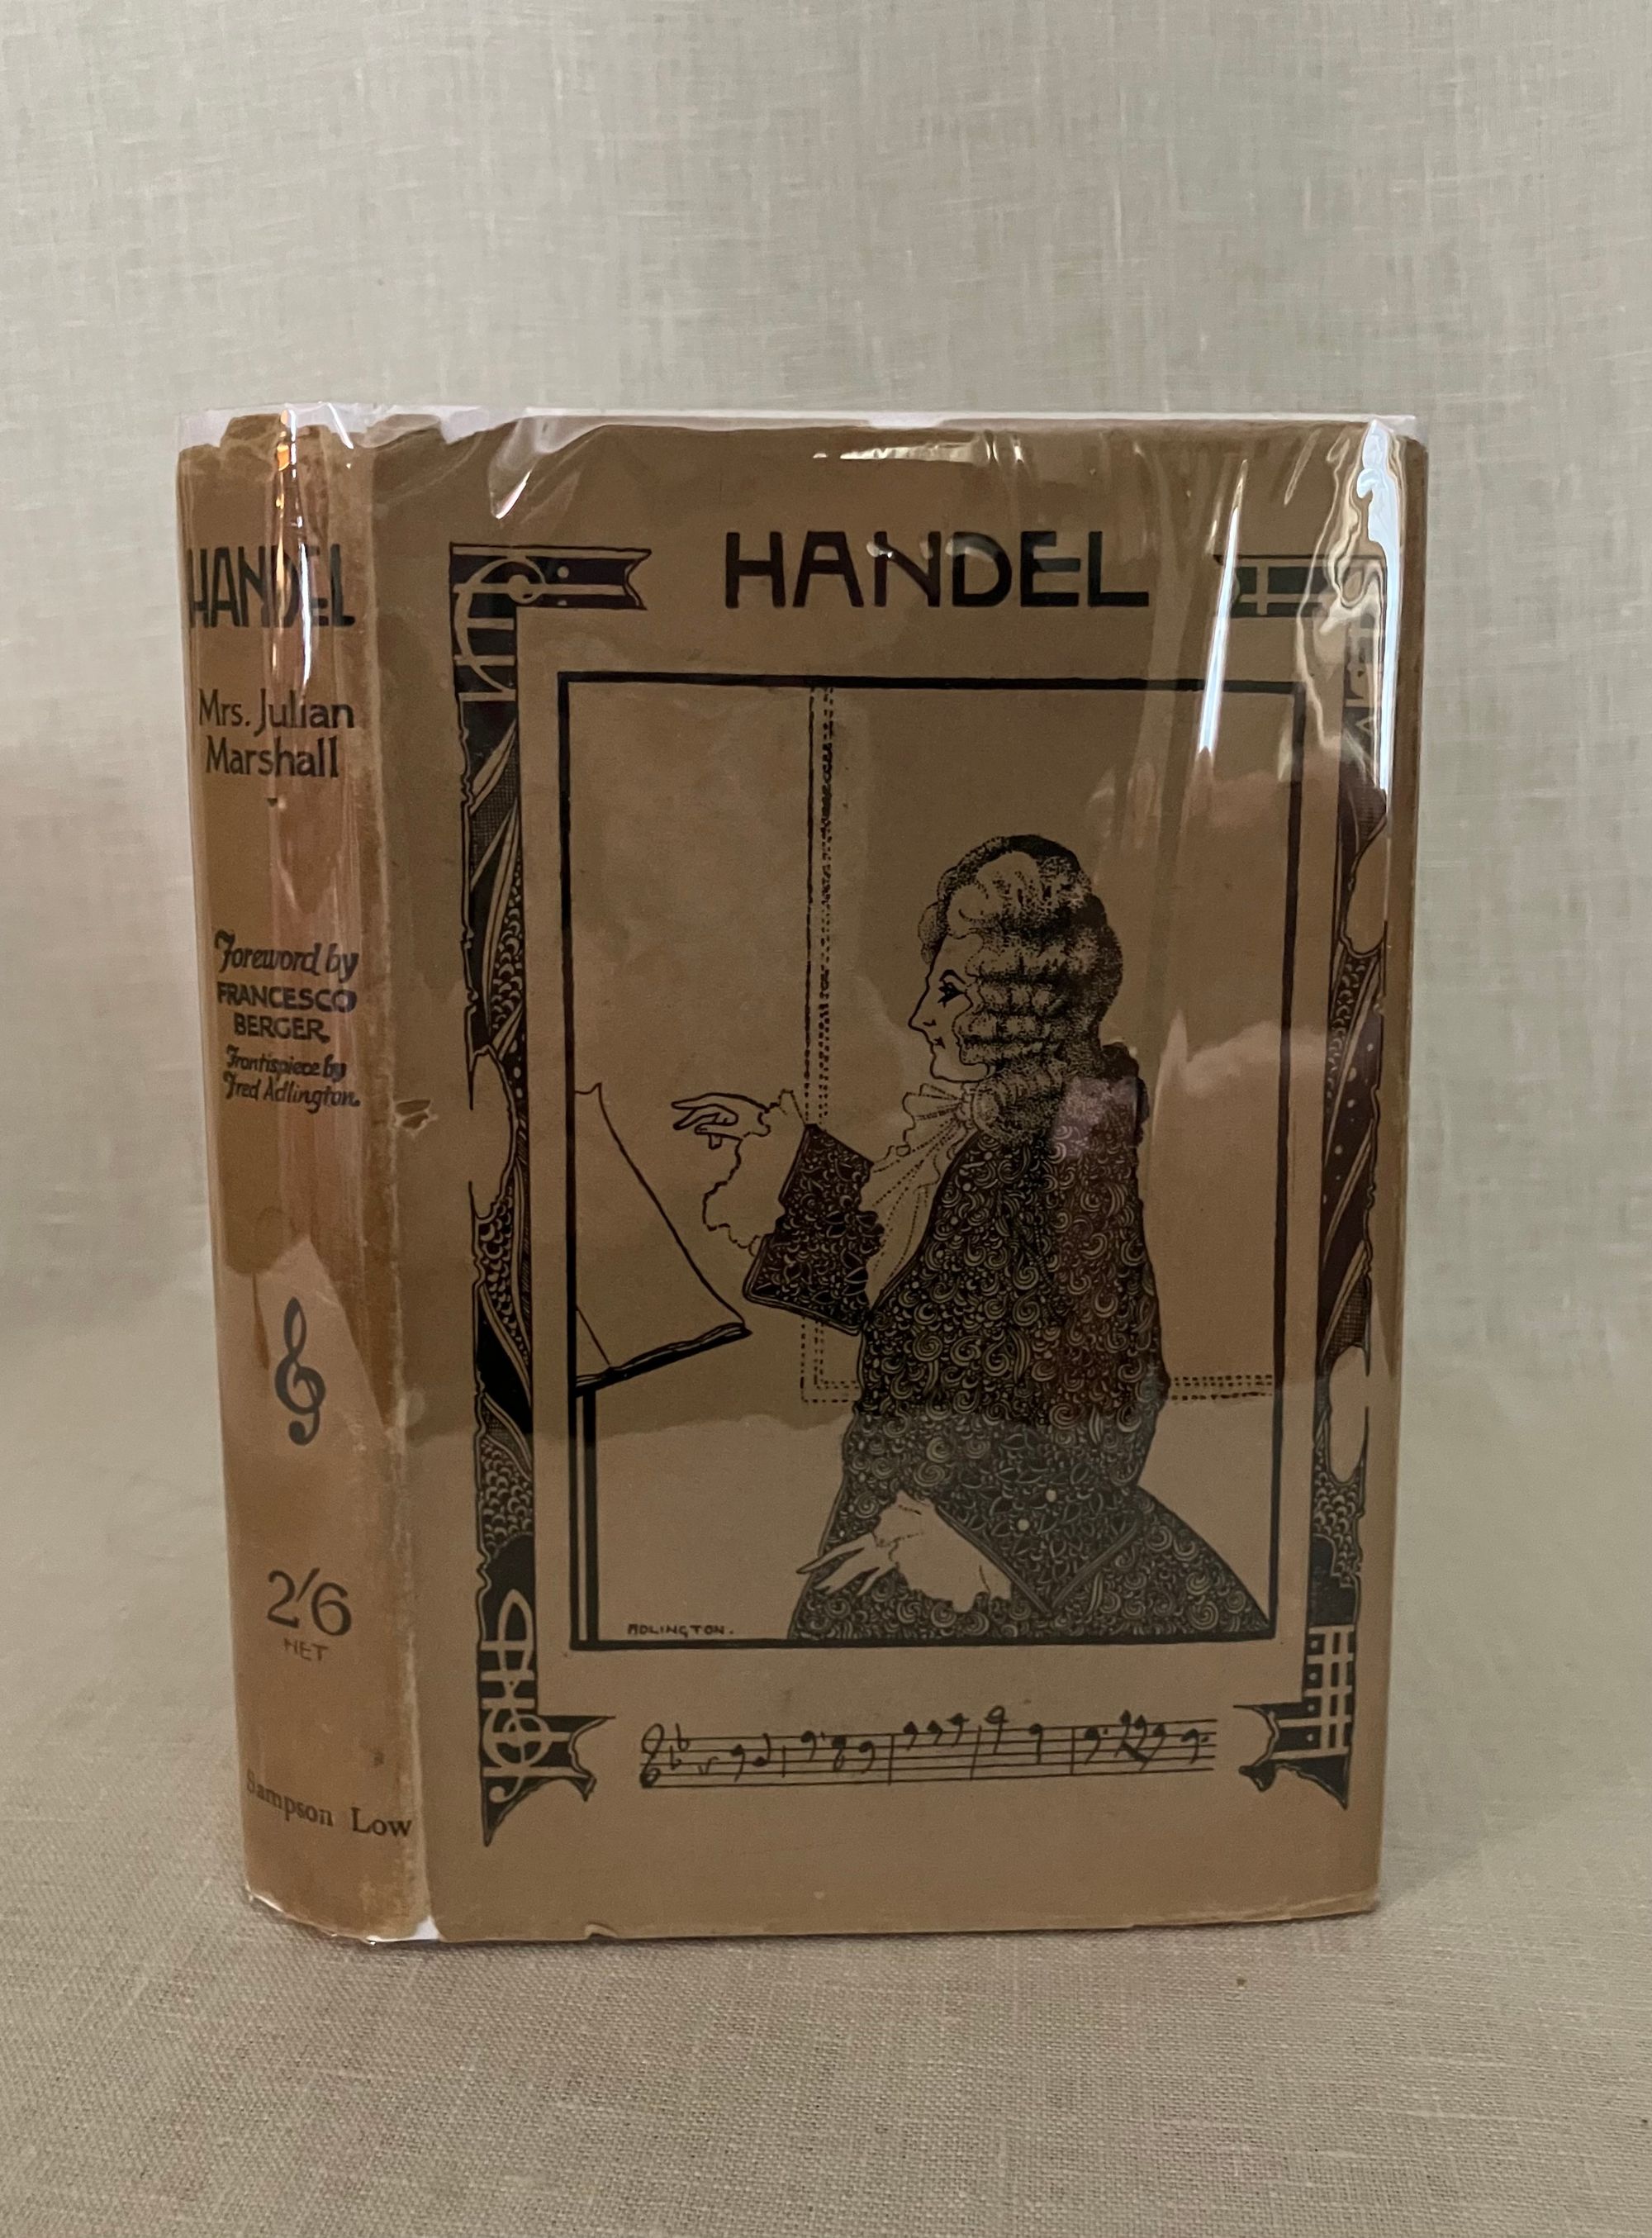 HANDEL
Mrs. Julian
Marshall
Foreword by
FRANCESCO
BERGER
Frontispiece by
Fred Adlington.
2/6
NET
Sampson Low
HANDEL
ADLINGTON.